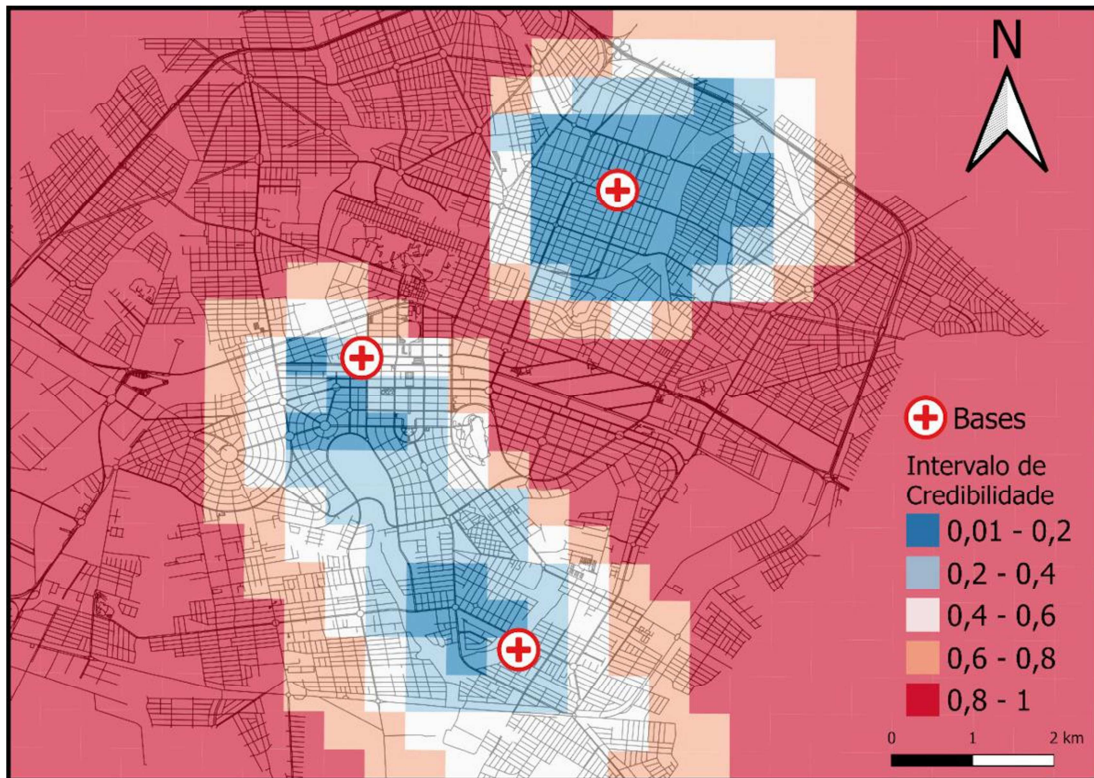 N
Bases
Intervalo de
Credibilidade
0,01 - 0,2
0,2 - 0,4
0,4 - 0,6
0,6 - 0,8
0,8 - 1
0 1 2 km